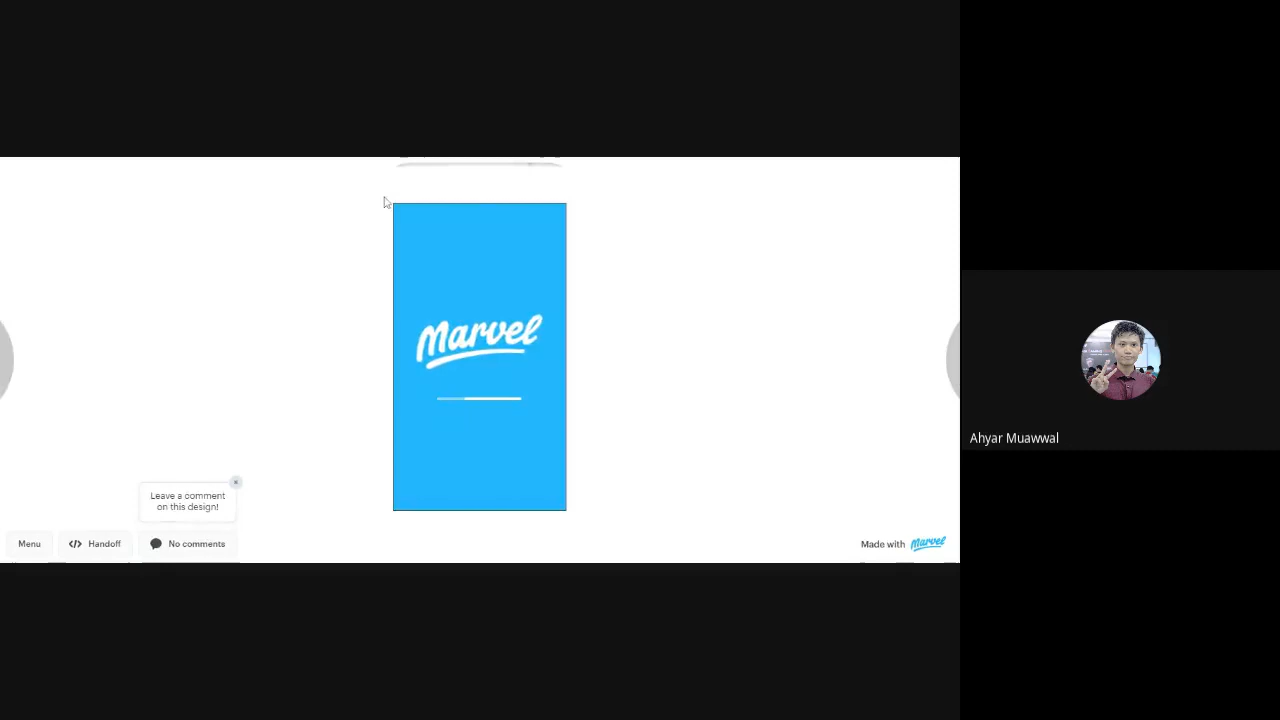 Marvel
Leave a comment
on this design!
Menu
</> Handoff
No comments
Made with Marvel
Ahyar Muawwal